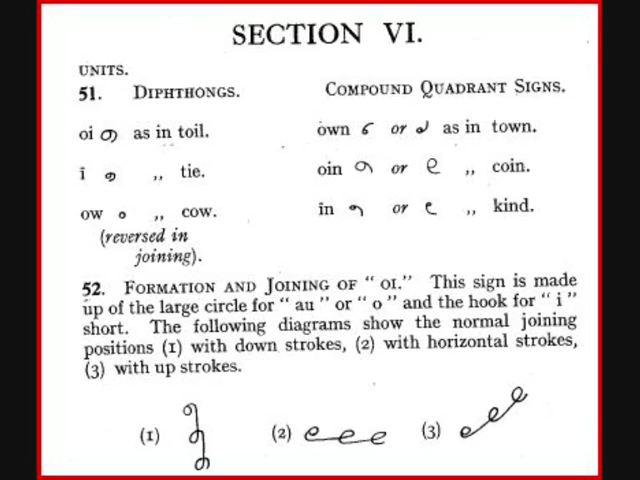 SECTION VI.
UNITS.
51. DIPHTHONGS. COMPOUND QUADRANT SIGNS.
oi as in toil. own or as in town.
ī ,, tie. oin or ,, coin.
ow ,, cow. īn or ,, kind.
(reversed in
joining).
52. FORMATION AND JOINING OF “ OI.” This sign is made
up of the large circle for “ au ” or “ o ” and the hook for “ i ”
short. The following diagrams show the normal joining
positions (1) with down strokes, (2) with horizontal strokes,
(3) with up strokes.
(1) (2) (3)